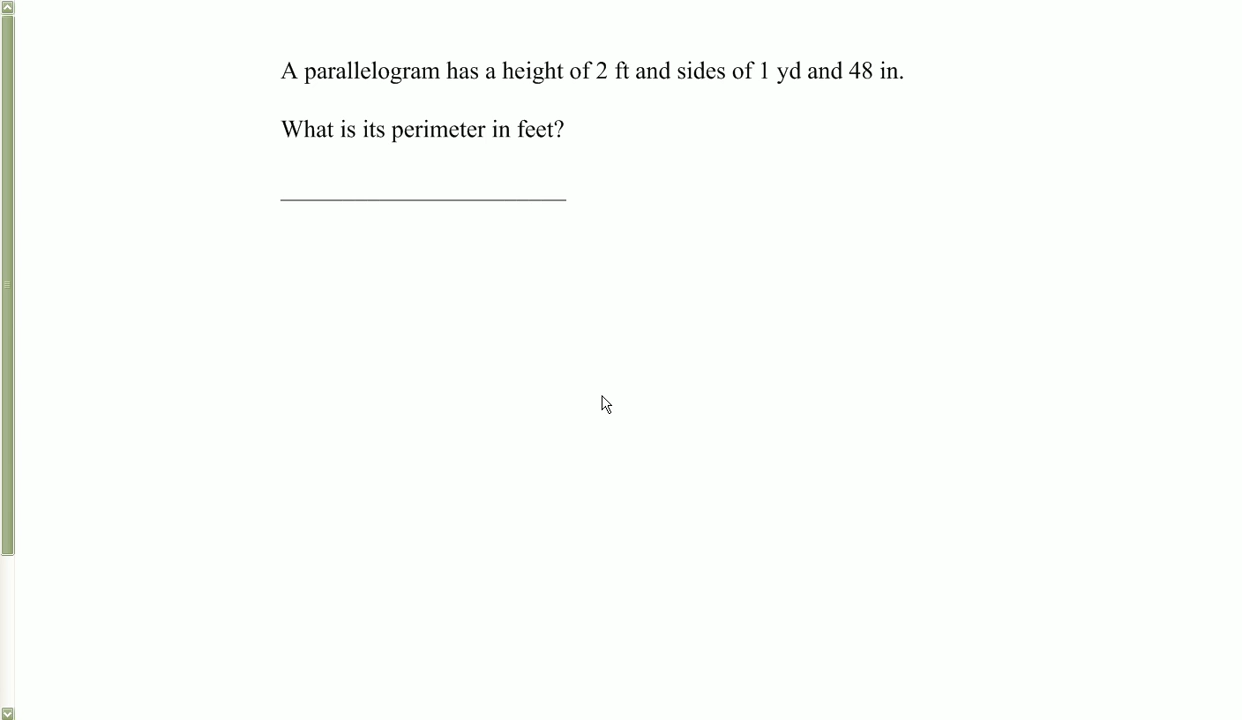 A parallelogram has a height of 2 ft and sides of 1 yd and 48 in.
What is its perimeter in feet?